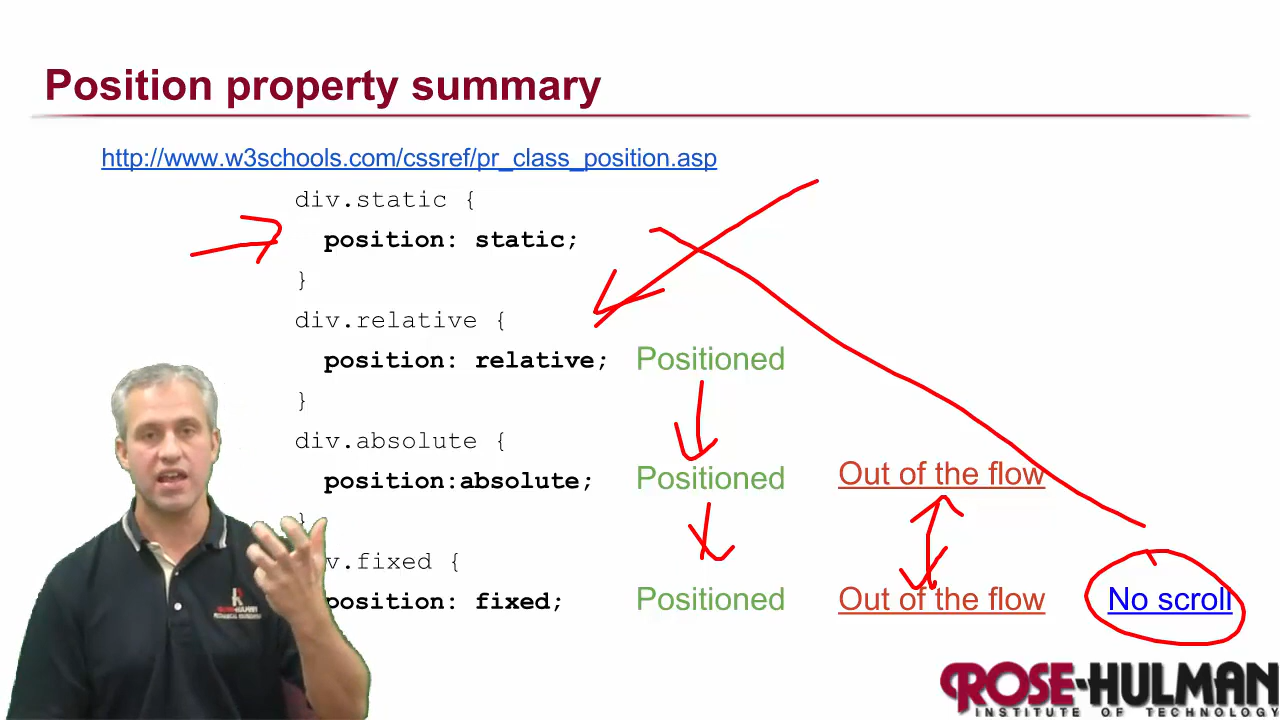 Position property summary
http://www.w3schools.com/cssref/pr_class_position.asp
div.static {
position: static;
}
div.relative {
position: relative; Positioned
}
div.absolute {
position:absolute; Positioned Out of the flow
}
v.fixed {
position: fixed; Positioned Out of the flow No scroll
ROSE-HULMAN
INSTITUTE OF TECHNOLOGY